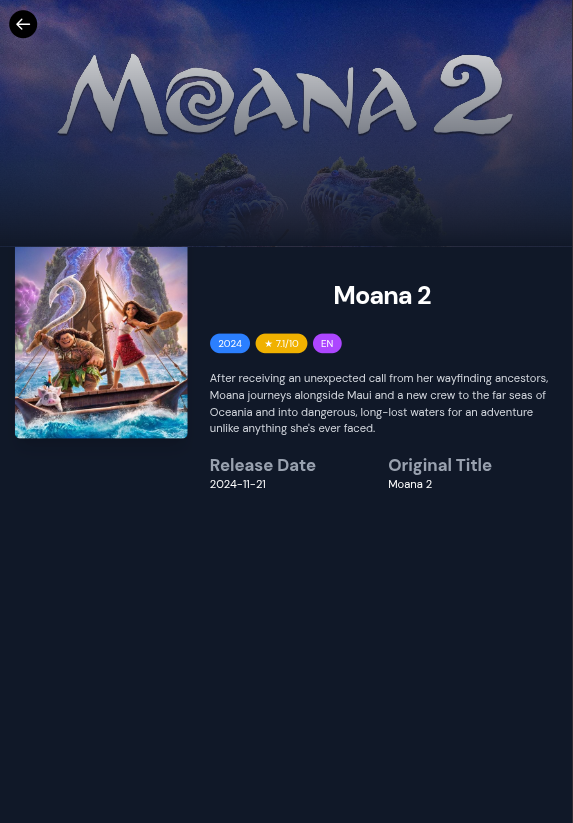 MOANA 2
Moana 2
2024 ★ 7.1/10 EN
After receiving an unexpected call from her wayfinding ancestors,
Moana journeys alongside Maui and a new crew to the far seas of
Oceania and into dangerous, long-lost waters for an adventure
unlike anything she's ever faced.
Release Date Original Title
2024-11-21 Moana 2